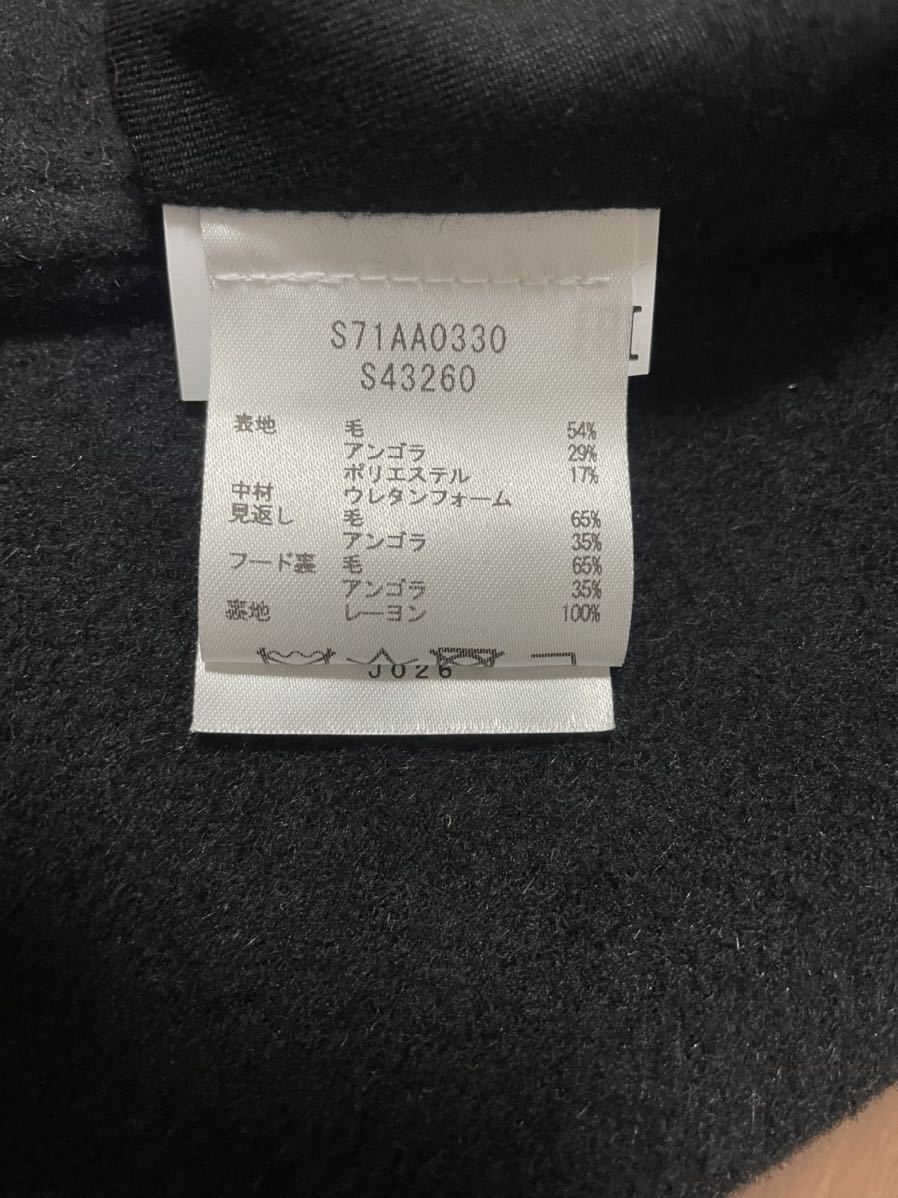 S71AA0330
S43260
表地 毛 54%
アンゴラ 29%
ポリエステル 17%
中材 ウレタンフォーム
見返し 毛 65%
アンゴラ 35%
フード裏 毛 65%
アンゴラ 35%
裏地 レーヨン 100%
J026